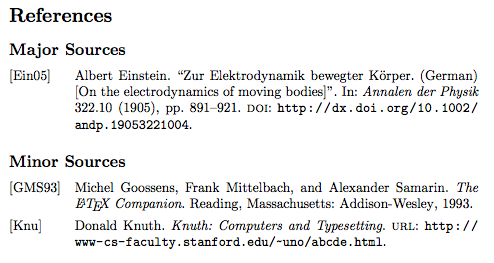 References
Major Sources
[Ein05] Albert Einstein. “Zur Elektrodynamik bewegter Körper. (German)
[On the electrodynamics of moving bodies]”. In: Annalen der Physik
322.10 (1905), pp. 891–921. DOI: http://dx.doi.org/10.1002/
andp.19053221004.
Minor Sources
[GMS93] Michel Goossens, Frank Mittelbach, and Alexander Samarin. The
LATEX Companion. Reading, Massachusetts: Addison-Wesley, 1993.
[Knu] Donald Knuth. Knuth: Computers and Typesetting. URL: http://
www-cs-faculty.stanford.edu/~uno/abcde.html.